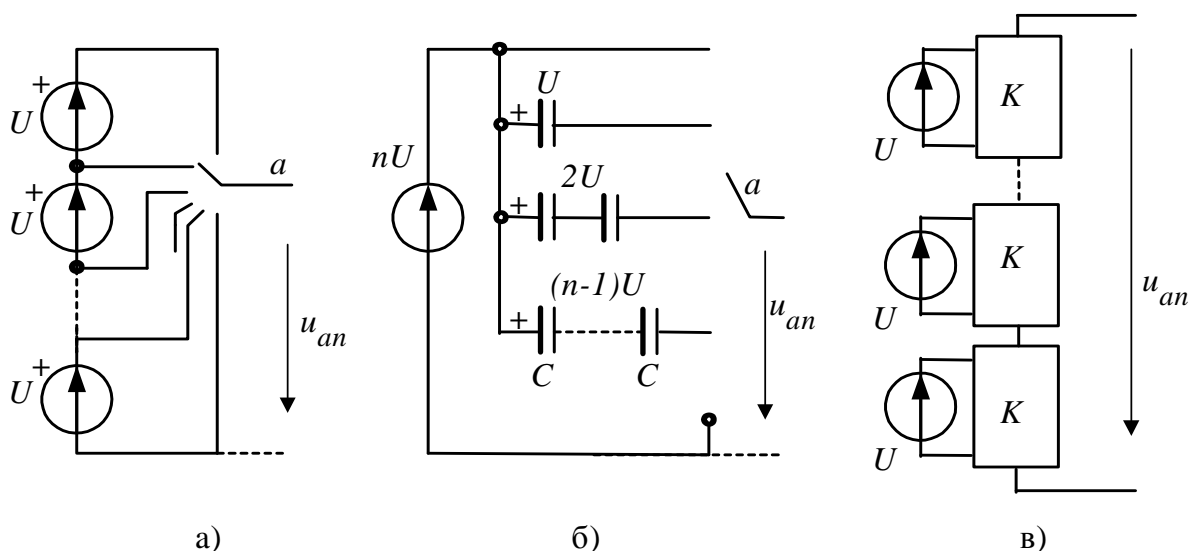 +
U
+
U
+
U
a
u_an
а)
nU
U
+
2U
+
(n-1)U
+
C C
a
u_an
б)
U
K
U
K
U
K
u_an
в)